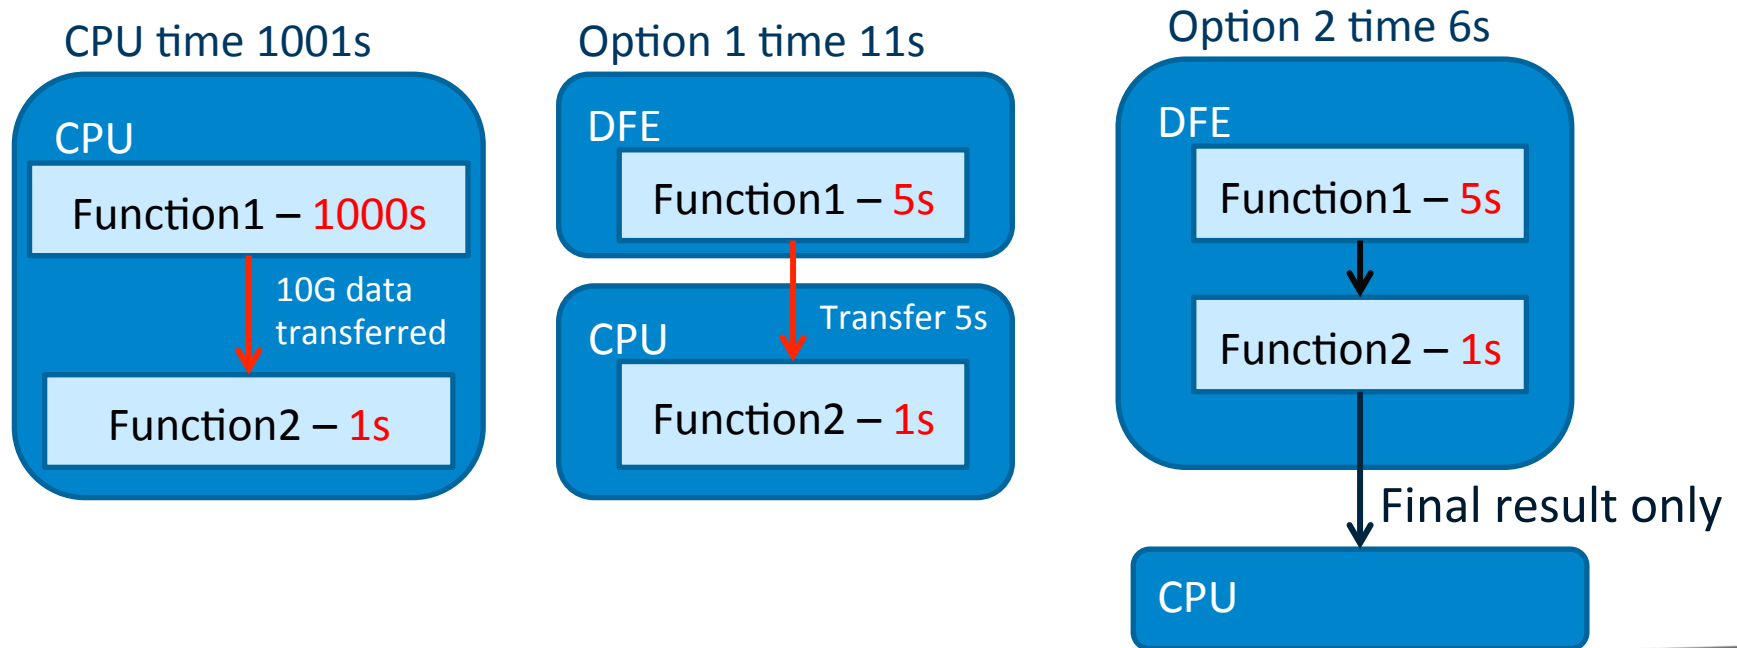 CPU time 1001s
CPU
Function1 – 1000s
10G data
transferred
Function2 – 1s
Option 1 time 11s
DFE
Function1 – 5s
Transfer 5s
CPU
Function2 – 1s
Option 2 time 6s
DFE
Function1 – 5s
Function2 – 1s
Final result only
CPU